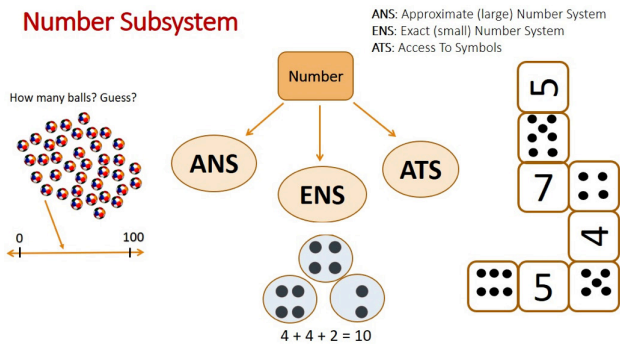 Number Subsystem
ANS: Approximate (large) Number System
ENS: Exact (small) Number System
ATS: Access To Symbols
Number
How many balls? Guess?
ANS
ENS
ATS
0
100
4 + 4 + 2 = 10
5
7
4
5